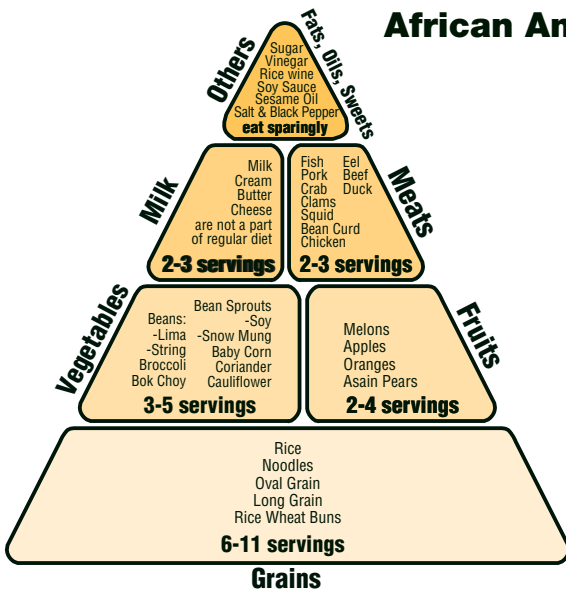 African Am
Others
Fats, Oils, Sweets
Sugar
Vinegar
Rice wine
Soy Sauce
Sesame Oil
Salt & Black Pepper
eat sparingly
Milk
Milk
Cream
Butter
Cheese
are not a part
of regular diet
2-3 servings
Meats
Fish Eel
Pork Beef
Crab Duck
Clams
Squid
Bean Curd
Chicken
2-3 servings
Vegetables
Beans:
-Lima
-String
Broccoli
Bok Choy
Bean Sprouts
-Soy
-Snow Mung
Baby Corn
Coriander
Cauliflower
3-5 servings
Fruits
Melons
Apples
Oranges
Asain Pears
2-4 servings
Rice
Noodles
Oval Grain
Long Grain
Rice Wheat Buns
6-11 servings
Grains